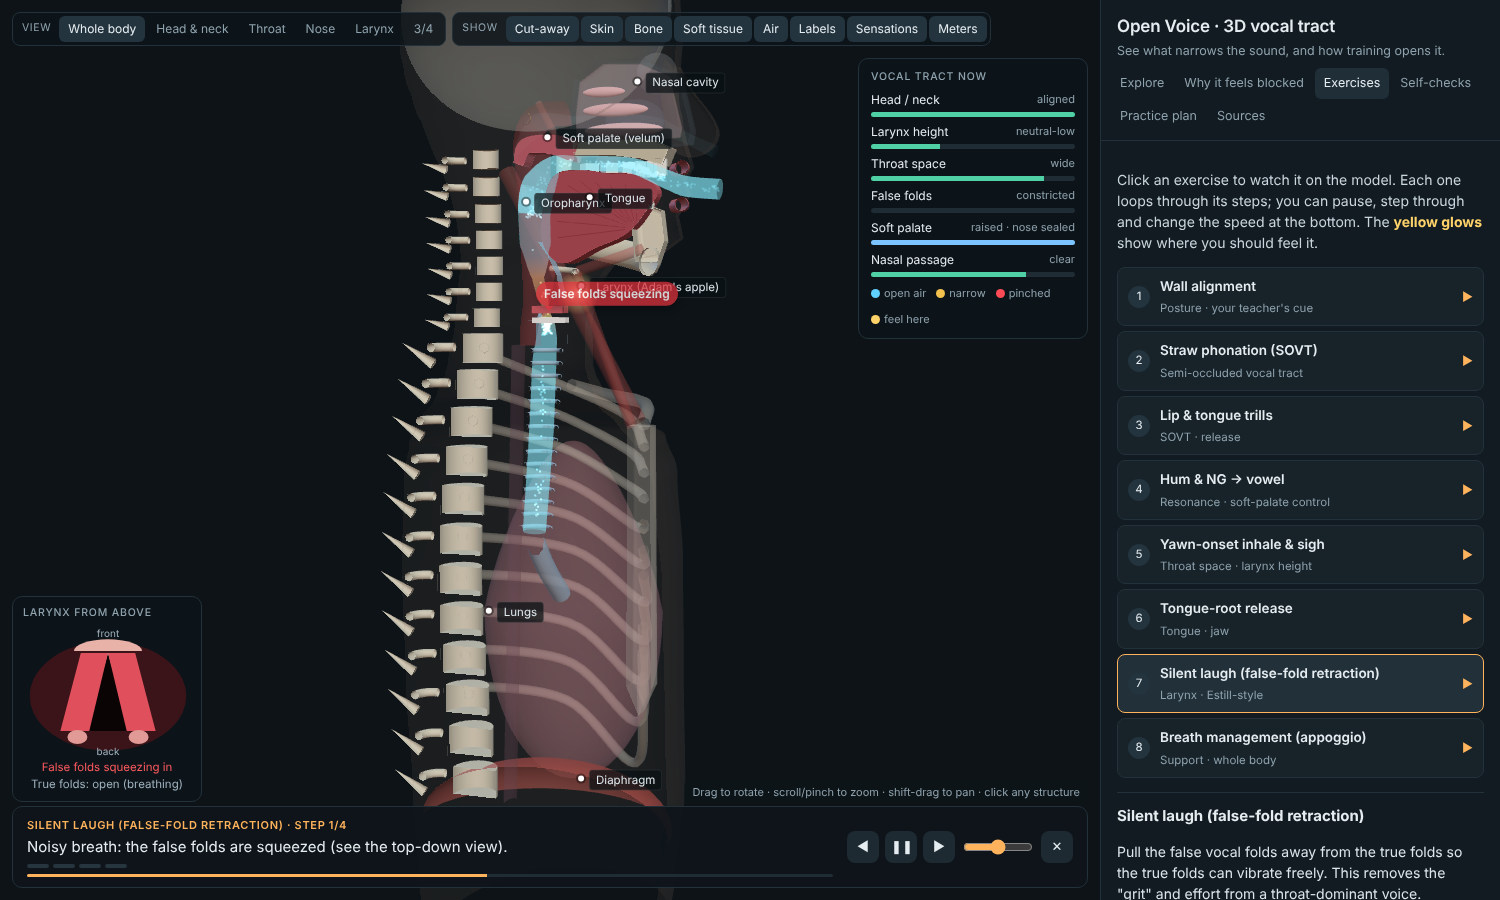 VIEW
Whole body
Head & neck
Throat
Nose
Larynx
3/4
SHOW
Cut-away
Skin
Bone
Soft tissue
Air
Labels
Sensations
Meters
Nasal cavity
Soft palate (velum)
Oropharynx
Tongue
Larynx (Adam's apple)
False folds squeezing
Lungs
Diaphragm
VOCAL TRACT NOW
Head / neck aligned
Larynx height neutral-low
Throat space wide
False folds constricted
Soft palate raised · nose sealed
Nasal passage clear
open air narrow pinched
feel here
LARYNX FROM ABOVE
front
back
False folds squeezing in
True folds: open (breathing)
Drag to rotate · scroll/pinch to zoom · shift-drag to pan · click any structure
SILENT LAUGH (FALSE-FOLD RETRACTION) · STEP 1/4
Noisy breath: the false folds are squeezed (see the top-down view).
Open Voice · 3D vocal tract
See what narrows the sound, and how training opens it.
Explore
Why it feels blocked
Exercises
Self-checks
Practice plan
Sources
Click an exercise to watch it on the model. Each one
loops through its steps; you can pause, step through
and change the speed at the bottom. The yellow glows
show where you should feel it.
1
Wall alignment
Posture · your teacher's cue
2
Straw phonation (SOVT)
Semi-occluded vocal tract
3
Lip & tongue trills
SOVT · release
4
Hum & NG → vowel
Resonance · soft-palate control
5
Yawn-onset inhale & sigh
Throat space · larynx height
6
Tongue-root release
Tongue · jaw
7
Silent laugh (false-fold retraction)
Larynx · Estill-style
8
Breath management (appoggio)
Support · whole body
Silent laugh (false-fold retraction)
Pull the false vocal folds away from the true folds so
the true folds can vibrate freely. This removes the
"grit" and effort from a throat-dominant voice.